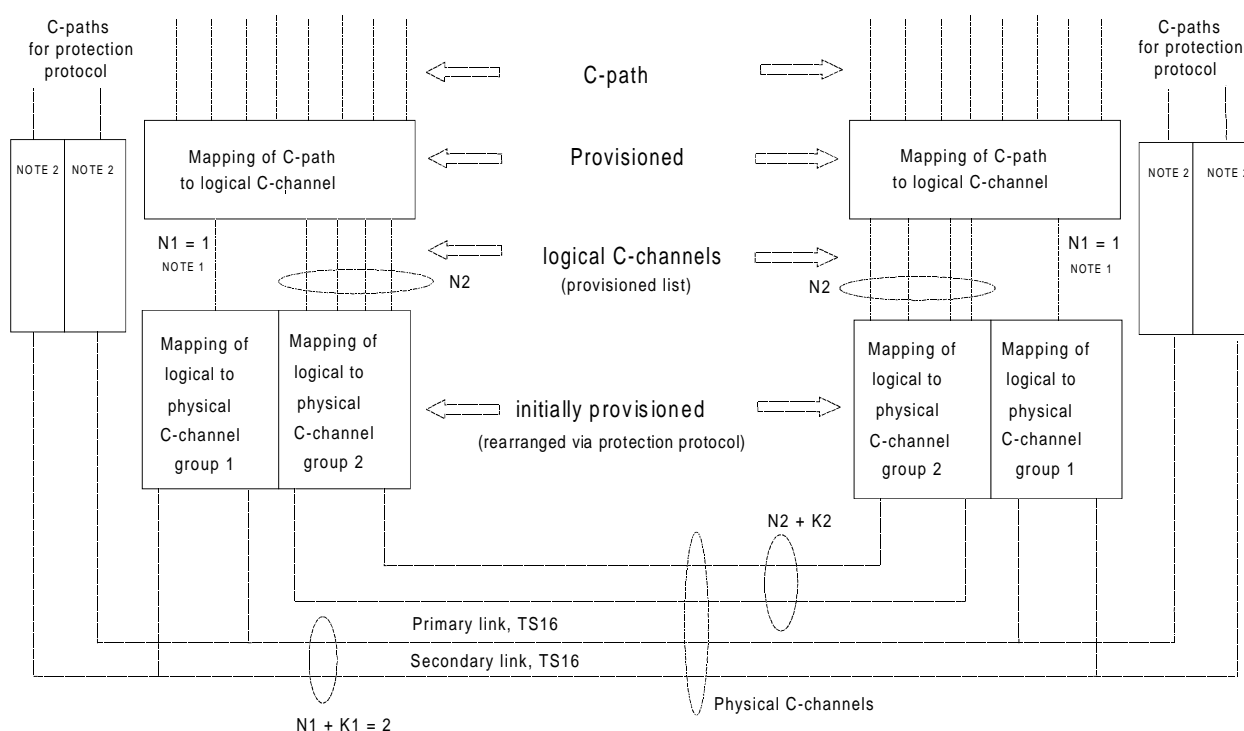 C-paths
for protection
protocol
C-path
C-paths
for protection
protocol
NOTE 2
NOTE 2
Mapping of C-path
to logical C-channel
Provisioned
Mapping of C-path
to logical C-channel
NOTE 2
NOTE 2
N1 = 1
NOTE 1
N2
logical C-channels
(provisioned list)
N2
N1 = 1
NOTE 1
Mapping of
logical to
physical
C-channel
group 1
Mapping of
logical to
physical
C-channel
group 2
initially provisioned
(rearranged via protection protocol)
Mapping of
logical to
physical
C-channel
group 2
Mapping of
logical to
physical
C-channel
group 1
N2 + K2
Primary link, TS16
Secondary link, TS16
Physical C-channels
N1 + K1 = 2